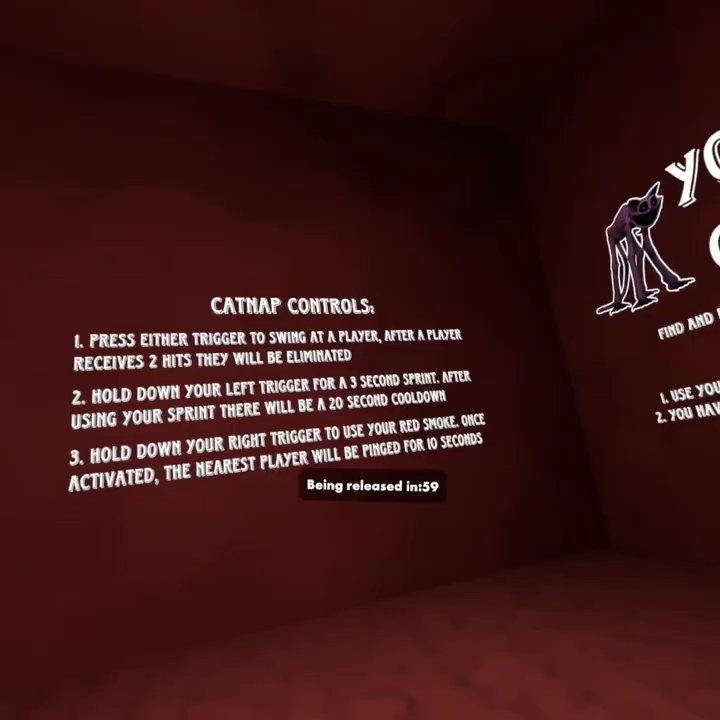 CATNAP CONTROLS:
1. PRESS EITHER TRIGGER TO SWING AT A PLAYER, AFTER A PLAYER
RECEIVES 2 HITS THEY WILL BE ELIMINATED
2. HOLD DOWN YOUR LEFT TRIGGER FOR A 3 SECOND SPRINT. AFTER
USING YOUR SPRINT THERE WILL BE A 20 SECOND COOLDOWN
3. HOLD DOWN YOUR RIGHT TRIGGER TO USE YOUR RED SMOKE. ONCE
ACTIVATED, THE NEAREST PLAYER WILL BE PINGED FOR 10 SECONDS
Being released in:59
FIND AND
1. USE YOU
2. YOU HAV